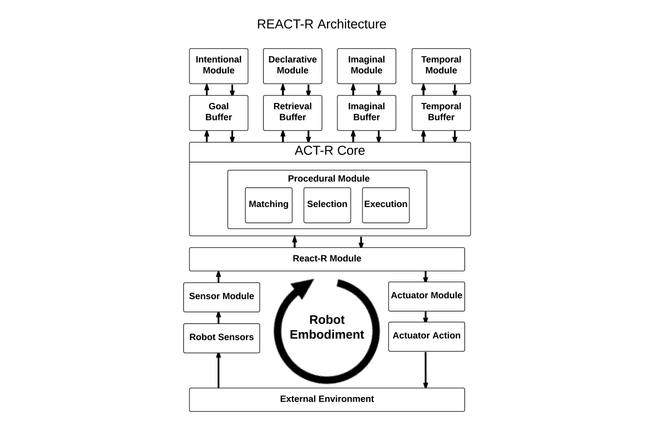 REACT-R Architecture
Intentional
Module
Declarative
Module
Imaginal
Module
Temporal
Module
Goal
Buffer
Retrieval
Buffer
Imaginal
Buffer
Temporal
Buffer
ACT-R Core
Procedural Module
Matching
Selection
Execution
React-R Module
Sensor Module
Actuator Module
Robot
Embodiment
Robot Sensors
Actuator Action
External Environment